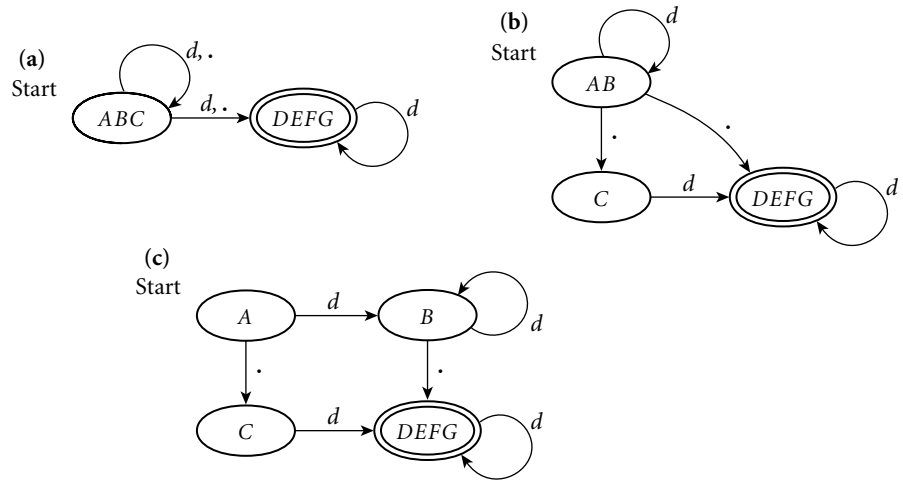 (a)
Start
d, .
ABC
d, .
DEFG
d
(b)
Start
d
AB
.
.
C
d
DEFG
d
(c)
Start
A
d
B
d
.
.
C
d
DEFG
d